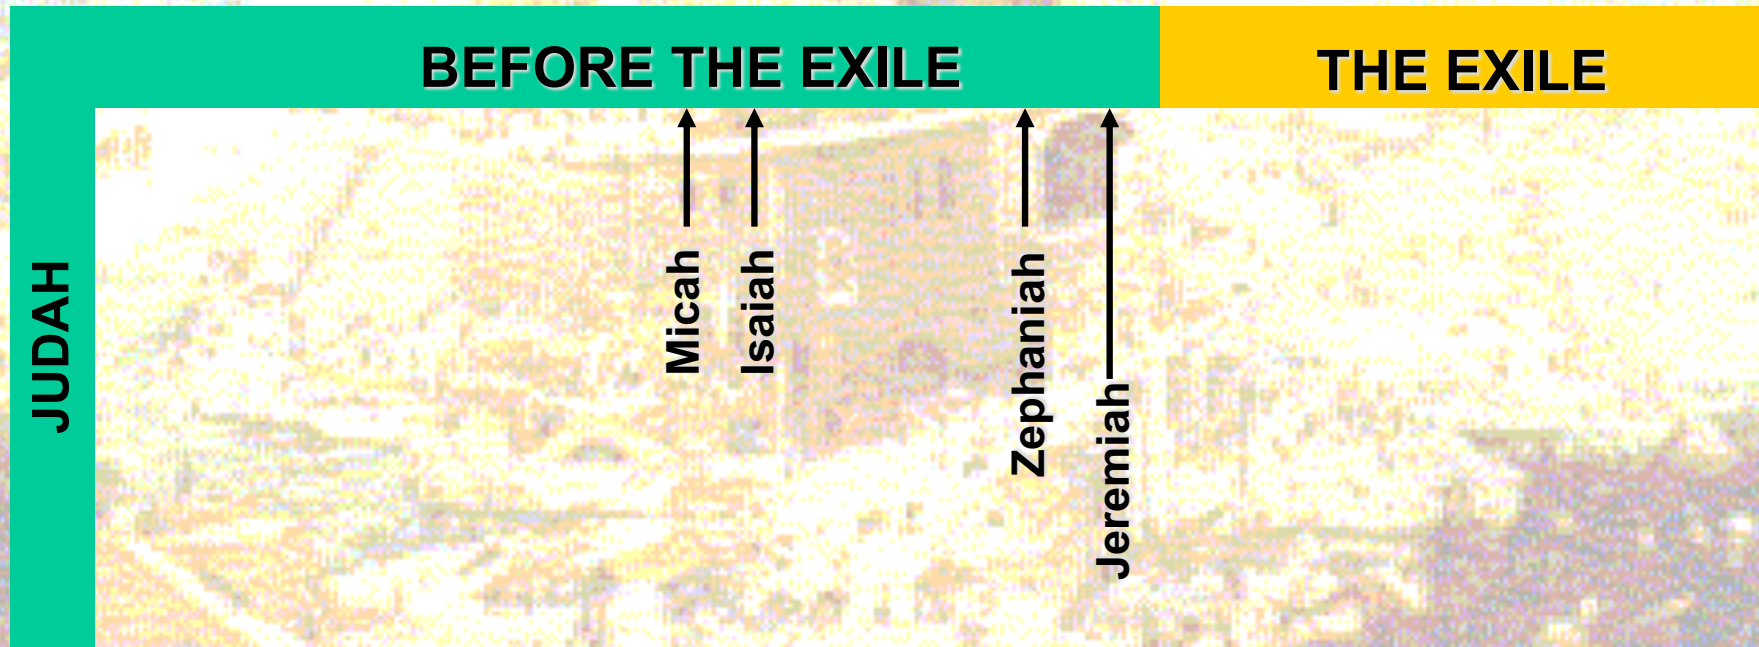 BEFORE THE EXILE
THE EXILE
JUDAH
Micah
Isaiah
Zephaniah
Jeremiah